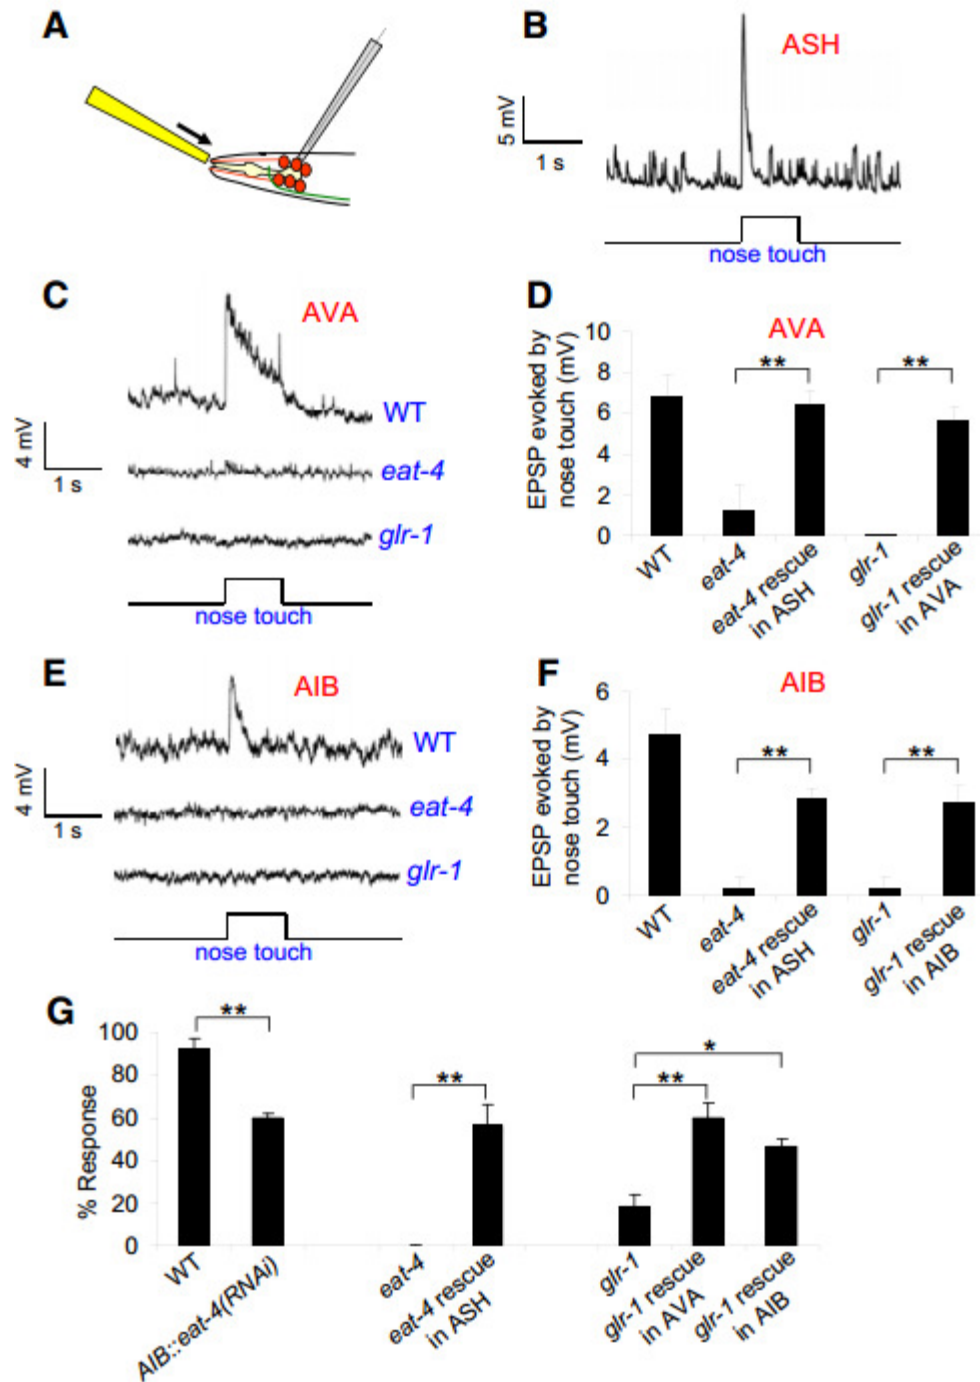 A
B
ASH
5 mV
1 s
nose touch
C
AVA
WT
eat-4
glr-1
4 mV
1 s
nose touch
D
AVA
EPSP evoked by
nose touch (mV)
10
8
6
4
2
0
**
**
WT
eat-4
eat-4 rescue
in ASH
glr-1
glr-1 rescue
in AVA
E
AIB
WT
eat-4
glr-1
4 mV
1 s
nose touch
F
AIB
EPSP evoked by
nose touch (mV)
6
4
2
0
**
**
WT
eat-4
eat-4 rescue
in ASH
glr-1
glr-1 rescue
in AIB
G
% Response
100
80
60
40
20
0
**
**
**
*
WT
AIB::eat-4(RNAi)
eat-4
eat-4 rescue
in ASH
glr-1
glr-1 rescue
in AVA
glr-1 rescue
in AIB